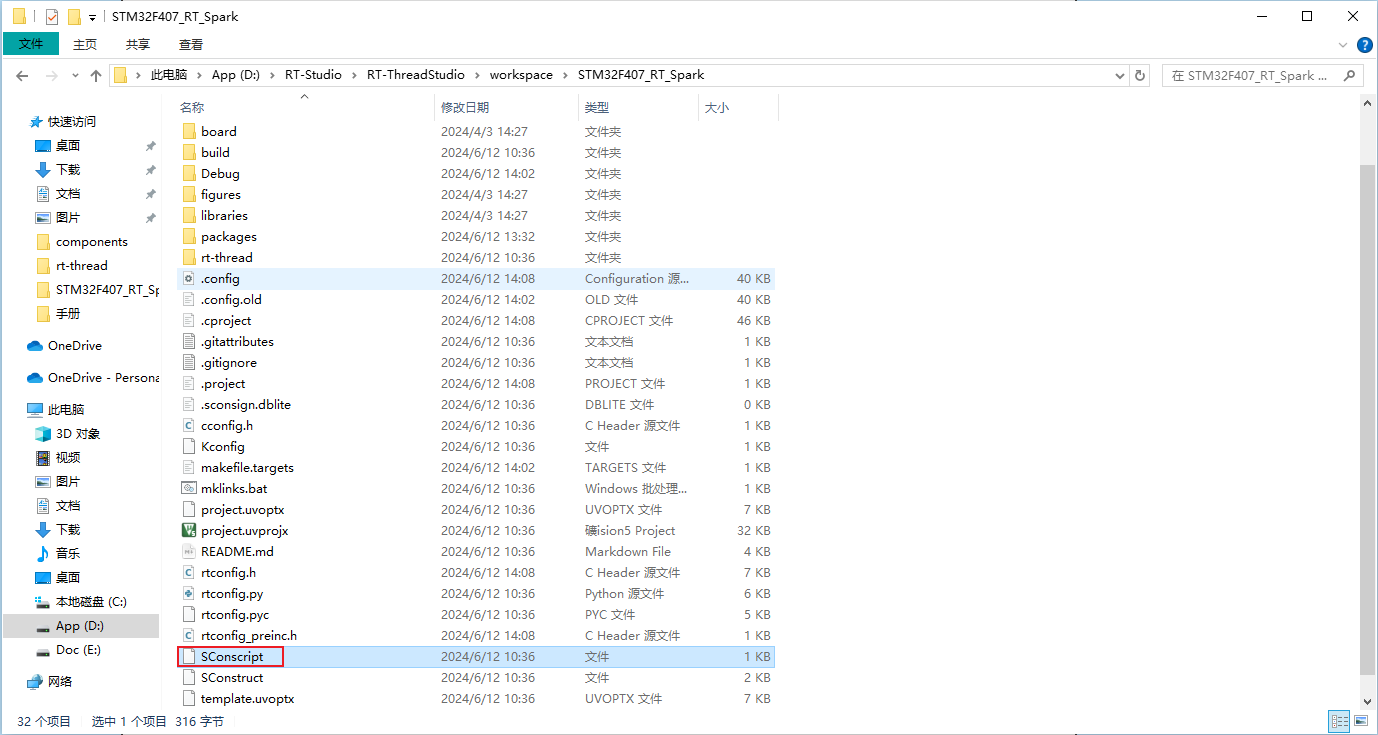 STM32F407_RT_Spark
文件 主页 共享 查看
此电脑 App (D:) RT-Studio RT-ThreadStudio workspace STM32F407_RT_Spark 在 STM32F407_RT_Spark ...
名称 修改日期 类型 大小
快速访问
桌面
下载
文档
图片
components
rt-thread
STM32F407_RT_Sp
手册
OneDrive
OneDrive - Persona
此电脑
3D 对象
视频
图片
文档
下载
音乐
桌面
本地磁盘 (C:)
App (D:)
Doc (E:)
网络
board 2024/4/3 14:27 文件夹
build 2024/6/12 10:36 文件夹
Debug 2024/6/12 14:02 文件夹
figures 2024/4/3 14:27 文件夹
libraries 2024/4/3 14:27 文件夹
packages 2024/6/12 13:32 文件夹
rt-thread 2024/6/12 10:36 文件夹
.config 2024/6/12 14:08 Configuration 源... 40 KB
.config.old 2024/6/12 14:02 OLD 文件 40 KB
.cproject 2024/6/12 14:08 CPROJECT 文件 46 KB
.gitattributes 2024/6/12 10:36 文本文档 1 KB
.gitignore 2024/6/12 10:36 文本文档 1 KB
.project 2024/6/12 14:08 PROJECT 文件 1 KB
.sconsign.dblite 2024/6/12 10:36 DBLITE 文件 0 KB
cconfig.h 2024/6/12 10:36 C Header 源文件 1 KB
Kconfig 2024/6/12 10:36 文件 1 KB
makefile.targets 2024/6/12 14:02 TARGETS 文件 1 KB
mklinks.bat 2024/6/12 10:36 Windows 批处理... 1 KB
project.uvoptx 2024/6/12 10:36 UVOPTX 文件 7 KB
project.uvprojx 2024/6/12 10:36 礦ision5 Project 32 KB
README.md 2024/6/12 10:36 Markdown File 4 KB
rtconfig.h 2024/6/12 14:08 C Header 源文件 7 KB
rtconfig.py 2024/6/12 10:36 Python 源文件 6 KB
rtconfig.pyc 2024/6/12 10:36 PYC 文件 5 KB
rtconfig_preinc.h 2024/6/12 14:08 C Header 源文件 1 KB
SConscript 2024/6/12 10:36 文件 1 KB
SConstruct 2024/6/12 10:36 文件 2 KB
template.uvoptx 2024/6/12 10:36 UVOPTX 文件 7 KB
32 个项目 选中 1 个项目 316 字节